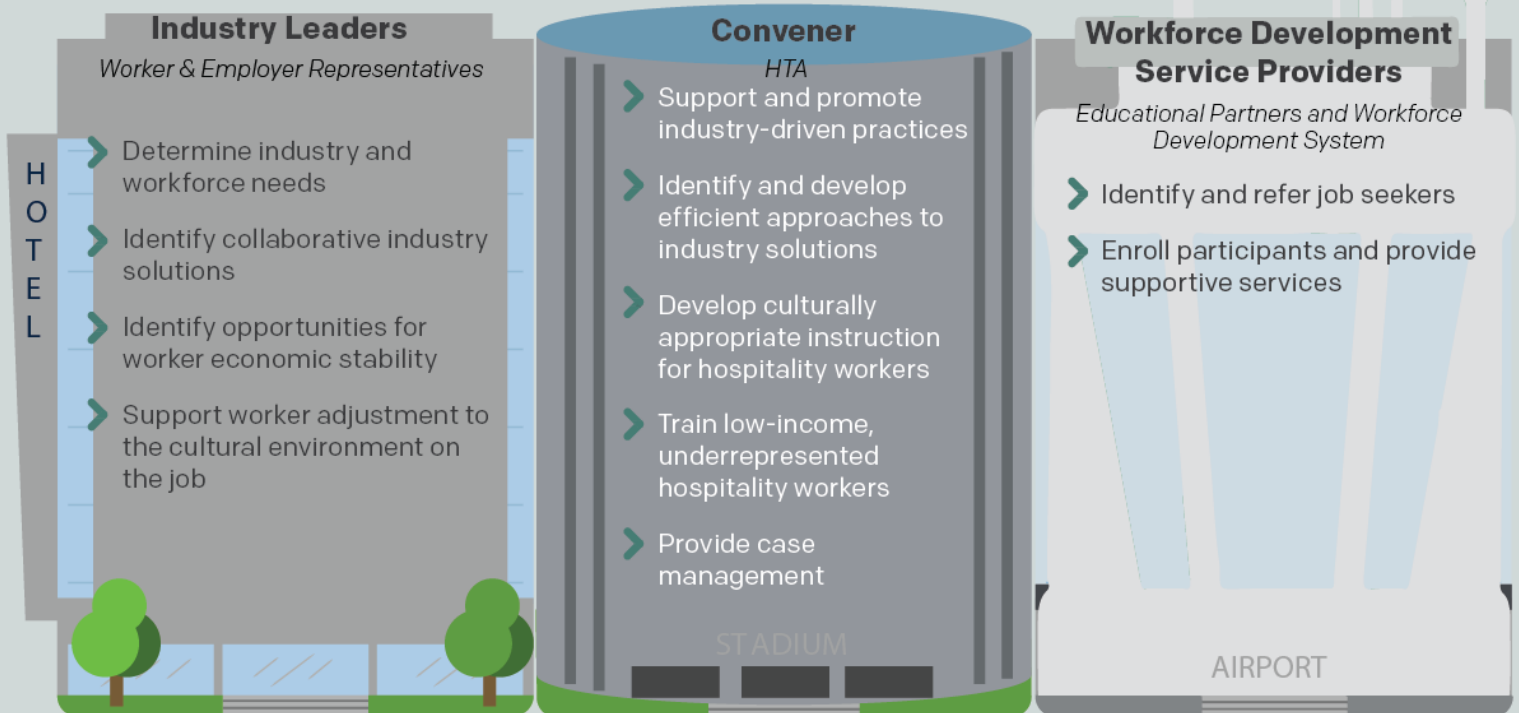 Industry Leaders
Worker & Employer Representatives
HOTEL
Determine industry and
workforce needs
Identify collaborative industry
solutions
Identify opportunities for
worker economic stability
Support worker adjustment to
the cultural environment on
the job
Convener
HTA
Support and promote
industry-driven practices
Identify and develop
efficient approaches to
industry solutions
Develop culturally
appropriate instruction
for hospitality workers
Train low-income,
underrepresented
hospitality workers
Provide case
management
STADIUM
Workforce Development
Service Providers
Educational Partners and Workforce
Development System
Identify and refer job seekers
Enroll participants and provide
supportive services
AIRPORT